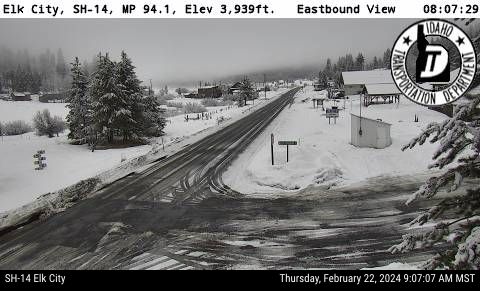 Elk City, SH-14, MP 94.1, Elev 3,939ft. Eastbound View 08:07:29
IDAHO
TRANSPORTATION DEPARTMENT
SH-14 Elk City Thursday, February 22, 2024 9:07:07 AM MST